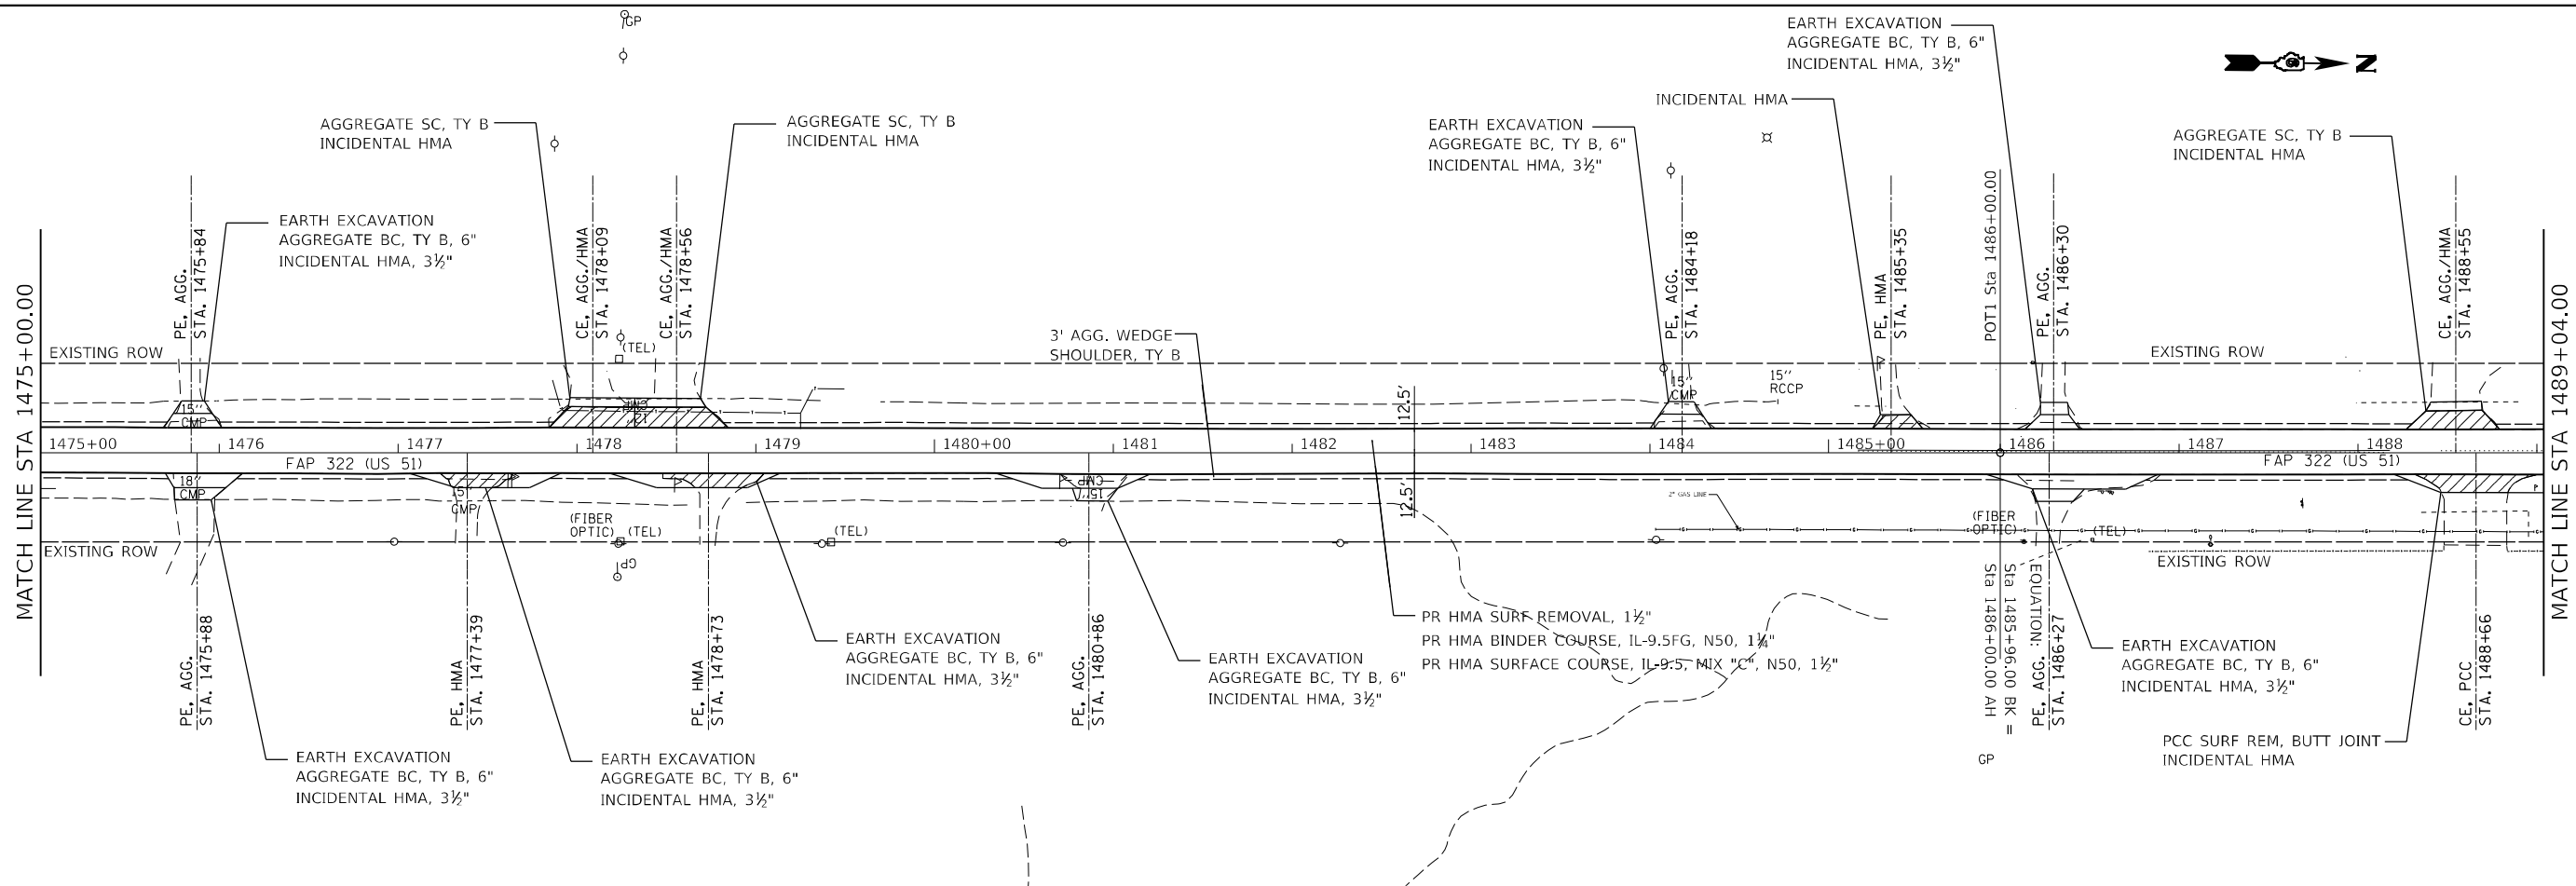 GP
EARTH EXCAVATION
AGGREGATE BC, TY B, 6"
INCIDENTAL HMA, 3½"
N
AGGREGATE SC, TY B
INCIDENTAL HMA
AGGREGATE SC, TY B
INCIDENTAL HMA
EARTH EXCAVATION
AGGREGATE BC, TY B, 6"
INCIDENTAL HMA, 3½"
INCIDENTAL HMA
AGGREGATE SC, TY B
INCIDENTAL HMA
EARTH EXCAVATION
AGGREGATE BC, TY B, 6"
INCIDENTAL HMA, 3½"
PE, AGG.
STA. 1475+84
CE, AGG./HMA
STA. 1478+09
CE, AGG./HMA
STA. 1478+56
PE, AGG.
STA. 1484+18
PE, HMA
STA. 1485+35
POT1 Sta 1486+00.00
PE, AGG.
STA. 1486+30
CE, AGG./HMA
STA. 1488+55
MATCH LINE STA 1475+00.00
MATCH LINE STA 1489+04.00
EXISTING ROW
(TEL)
3' AGG. WEDGE
SHOULDER, TY B
EXISTING ROW
15"
CMP
12"
CMP
12.5'
15"
CMP
15"
RCCP
1475+00
1476
1477
1478
1479
1480+00
1481
1482
1483
1484
1485+00
1486
1487
1488
FAP 322 (US 51)
FAP 322 (US 51)
18"
CMP
15"
CMP
CMP
15"
12.5'
2" GAS LINE
EXISTING ROW
(FIBER
OPTIC)
(TEL)
(TEL)
GP
(FIBER
OPTIC)
(TEL)
EXISTING ROW
PE, AGG.
STA. 1475+88
PE, HMA
STA. 1477+39
PE, HMA
STA. 1478+73
PE, AGG.
STA. 1480+86
EQUATION:
Sta 1485+96.00 BK =
Sta 1486+00.00 AH
PE, AGG.
STA. 1486+27
CE, PCC
STA. 1488+66
PR HMA SURF REMOVAL, 1½"
PR HMA BINDER COURSE, IL-9.5FG, N50, 1¼"
PR HMA SURFACE COURSE, IL-9.5, MIX "C", N50, 1½"
EARTH EXCAVATION
AGGREGATE BC, TY B, 6"
INCIDENTAL HMA, 3½"
EARTH EXCAVATION
AGGREGATE BC, TY B, 6"
INCIDENTAL HMA, 3½"
EARTH EXCAVATION
AGGREGATE BC, TY B, 6"
INCIDENTAL HMA, 3½"
EARTH EXCAVATION
AGGREGATE BC, TY B, 6"
INCIDENTAL HMA, 3½"
EARTH EXCAVATION
AGGREGATE BC, TY B, 6"
INCIDENTAL HMA, 3½"
GP
PCC SURF REM, BUTT JOINT
INCIDENTAL HMA